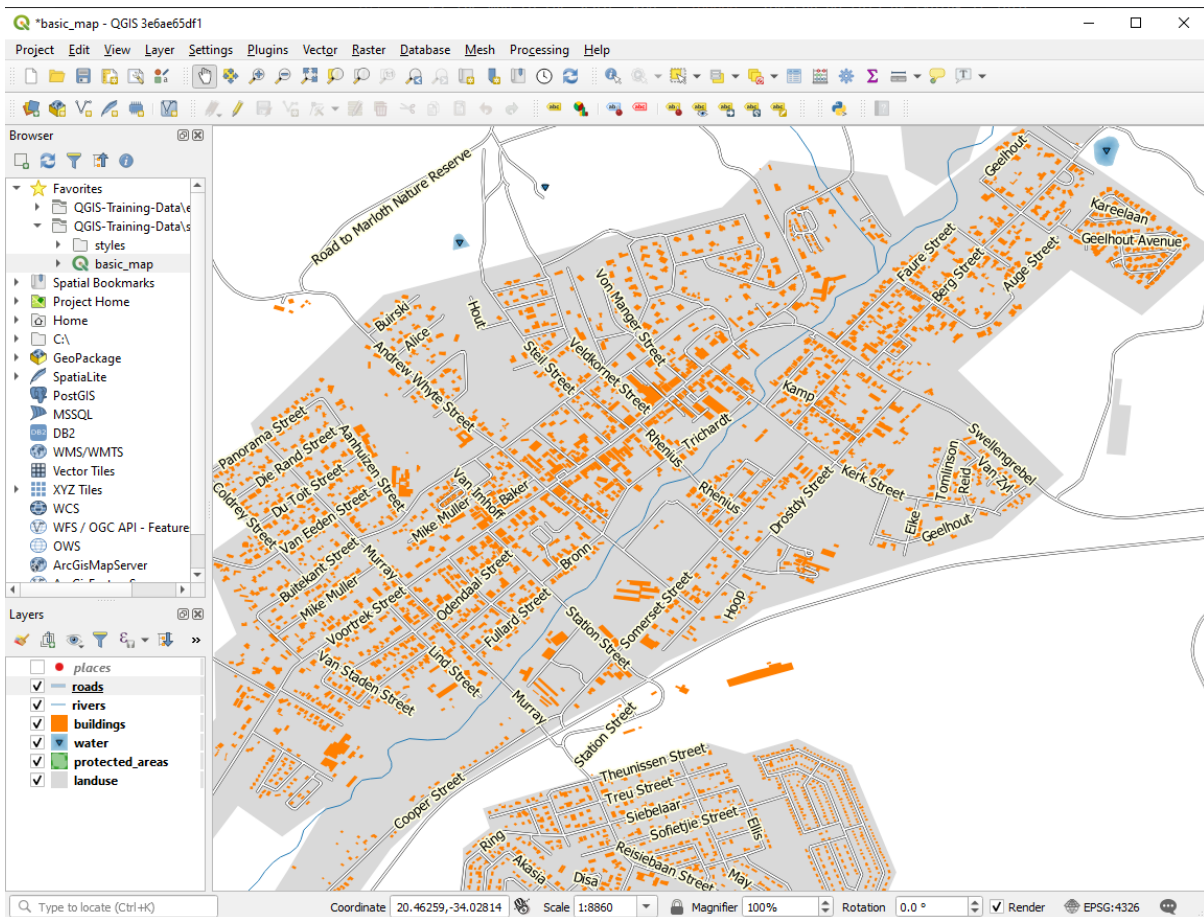 *basic_map - QGIS 3e6ae65df1
Project Edit View Layer Settings Plugins Vector Raster Database Mesh Processing Help
Browser
Favorites
QGIS-Training-Data\e
QGIS-Training-Data\s
styles
basic_map
Spatial Bookmarks
Project Home
Home
C:\
GeoPackage
SpatiaLite
PostGIS
MSSQL
DB2
WMS/WMTS
Vector Tiles
XYZ Tiles
WCS
WFS / OGC API - Feature
OWS
ArcGisMapServer
Layers
places
roads
rivers
buildings
water
protected_areas
landuse
Road to Marloth Nature Reserve
Geelhout
Kareelaan
Geelhout Avenue
Faure Street
Berg Street
Auge Street
Von Manger Street
Buirski
Alice
Hout
Andrew Whyte Street
Steil Street
Veldkornet Street
Kamp
Panorama Street
Die Rand Street
Aanhuizen Street
Du Toit Street
Coldrey Street
Van Eeden Street
Rhenius
Trichardt
Swellengrebel
Van Zyl
Tomlinson
Reid
Kerk Street
Rhenius
Drostdy Street
Eike
Geelhout
Van Imhoff
Baker
Mike Muller
Buitekant Street
Murray
Mike Muller
Odendaal Street
Bronn
Voortrek Street
Fullard Street
Station Street
Somerset Street
Hoop
Van Staden Street
Lind Street
Murray
Station Street
Cooper Street
Theunissen Street
Treu Street
Siebelaar
Sofietjie Street
Ellis
Ring
Reisiebaan Street
Akasia
Disa
May
Type to locate (Ctrl+K)
Coordinate 20.46259,-34.02814 Scale 1:8860 Magnifier 100% Rotation 0.0 ° Render EPSG:4326